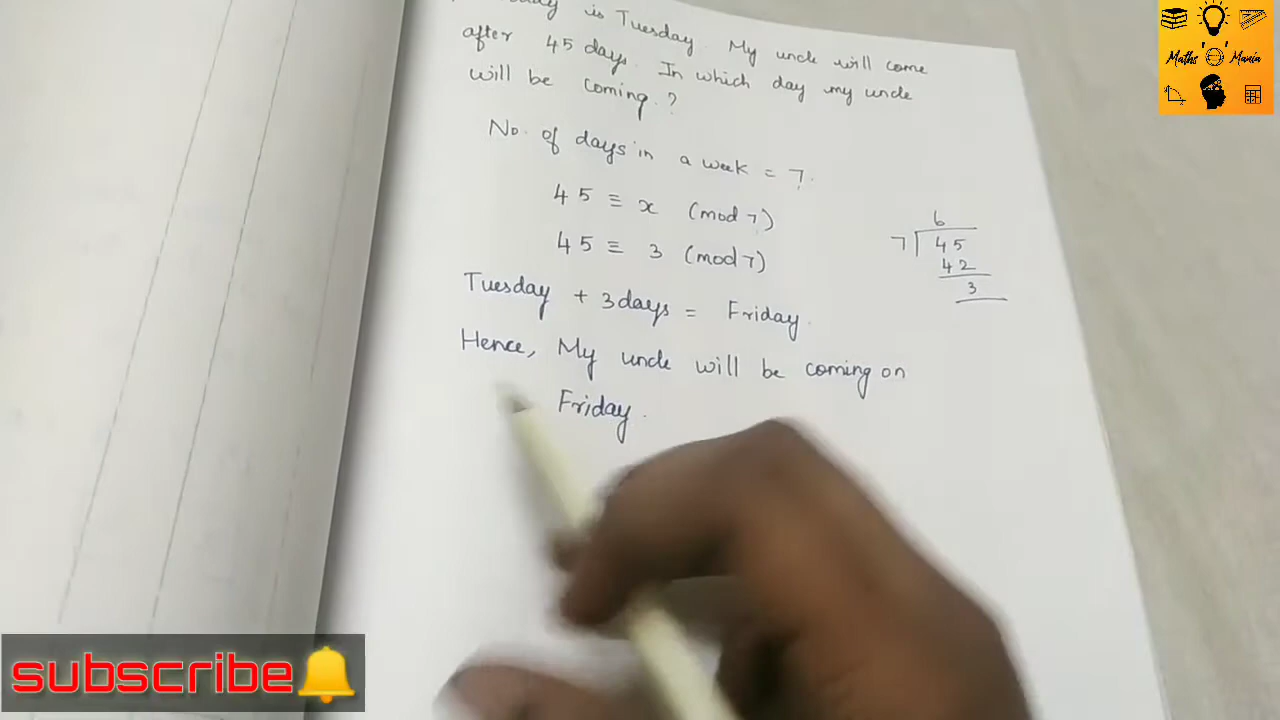 is Tuesday. My uncle will come
after 45 days. In which day my uncle
will be coming.?
No. of days in a week = 7.
45 ≡ x (mod 7)
45 ≡ 3 (mod 7)
6
7 45
42
3
Tuesday + 3days = Friday.
Hence, My uncle will be coming on
Friday.
Maths Mania
subscribe